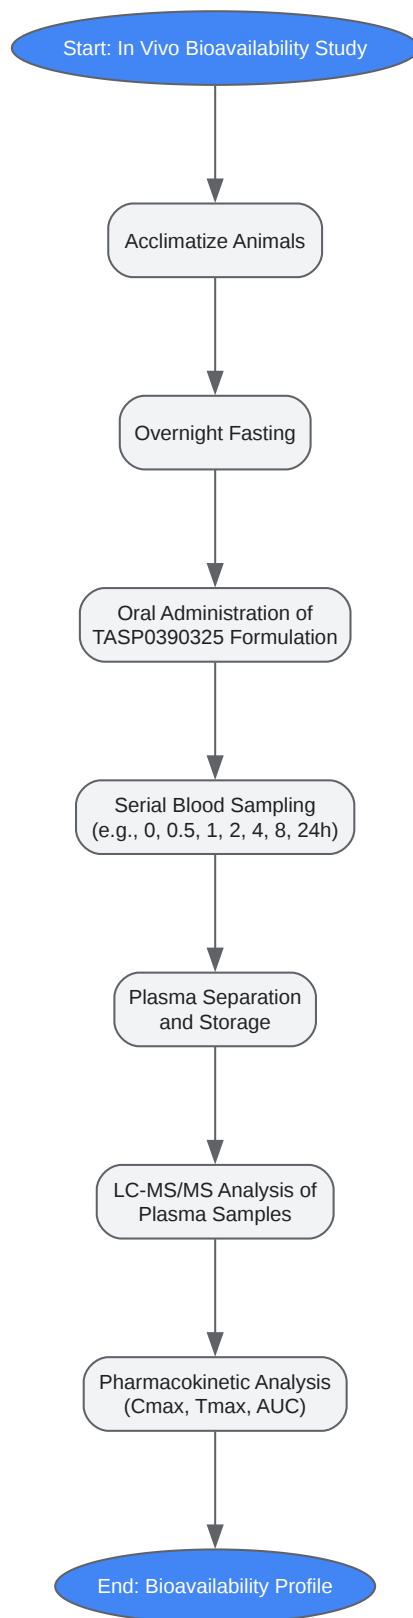 Start: In Vivo Bioavailability Study
Acclimatize Animals
Overnight Fasting
Oral Administration of
TASP0390325 Formulation
Serial Blood Sampling
(e.g., 0, 0.5, 1, 2, 4, 8, 24h)
Plasma Separation
and Storage
LC-MS/MS Analysis of
Plasma Samples
Pharmacokinetic Analysis
(Cmax, Tmax, AUC)
End: Bioavailability Profile